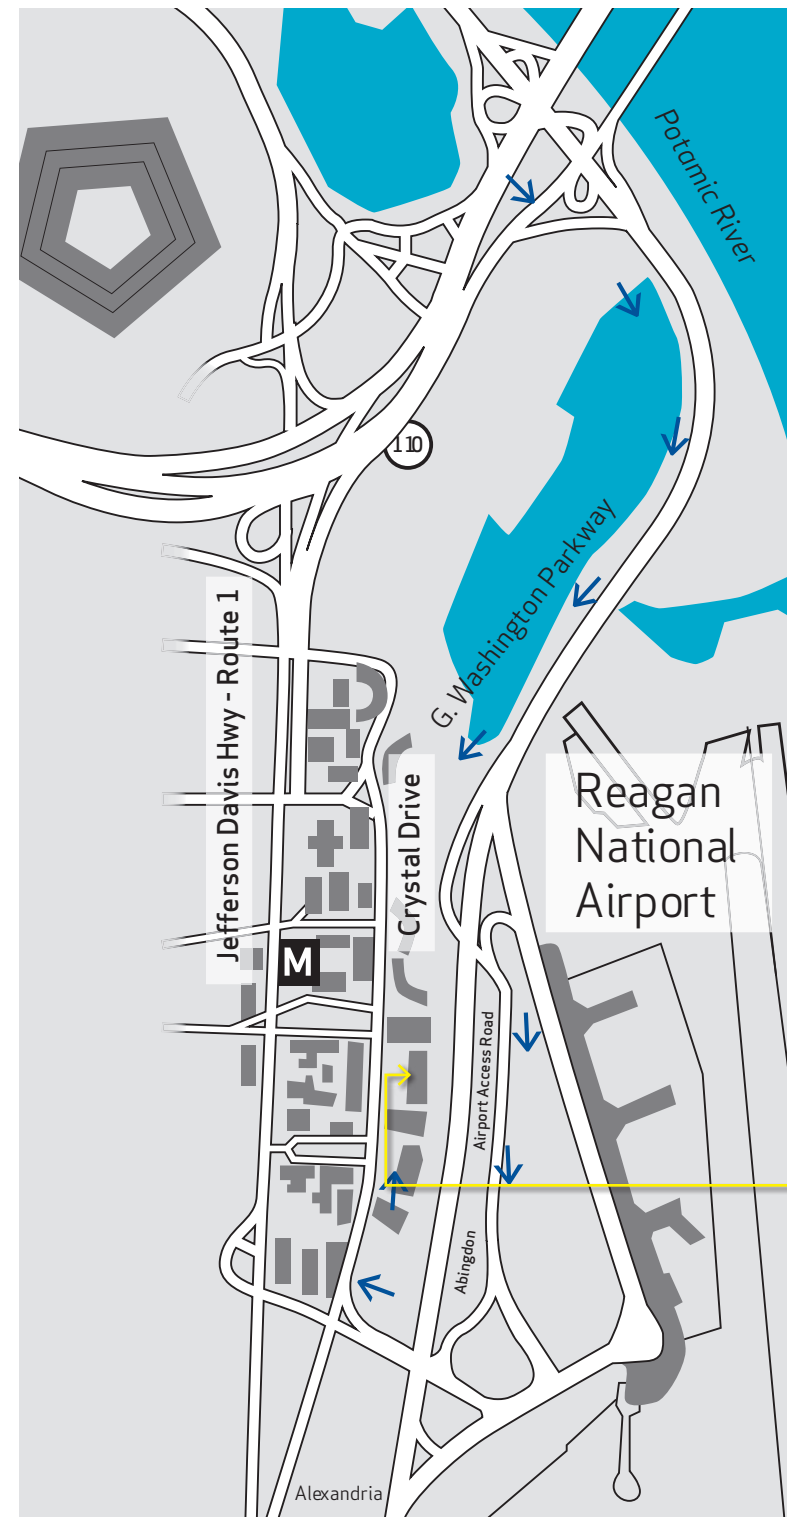 Potamic River
110
G. Washington Parkway
Jefferson Davis Hwy - Route 1
Crystal Drive
Reagan
National
Airport
M
Airport Access Road
Abingdon
Alexandria